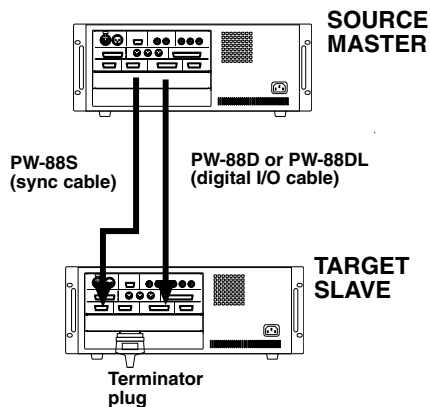 SOURCE
MASTER
PW-88S
(sync cable)
PW-88D or PW-88DL
(digital I/O cable)
TARGET
SLAVE
Terminator
plug